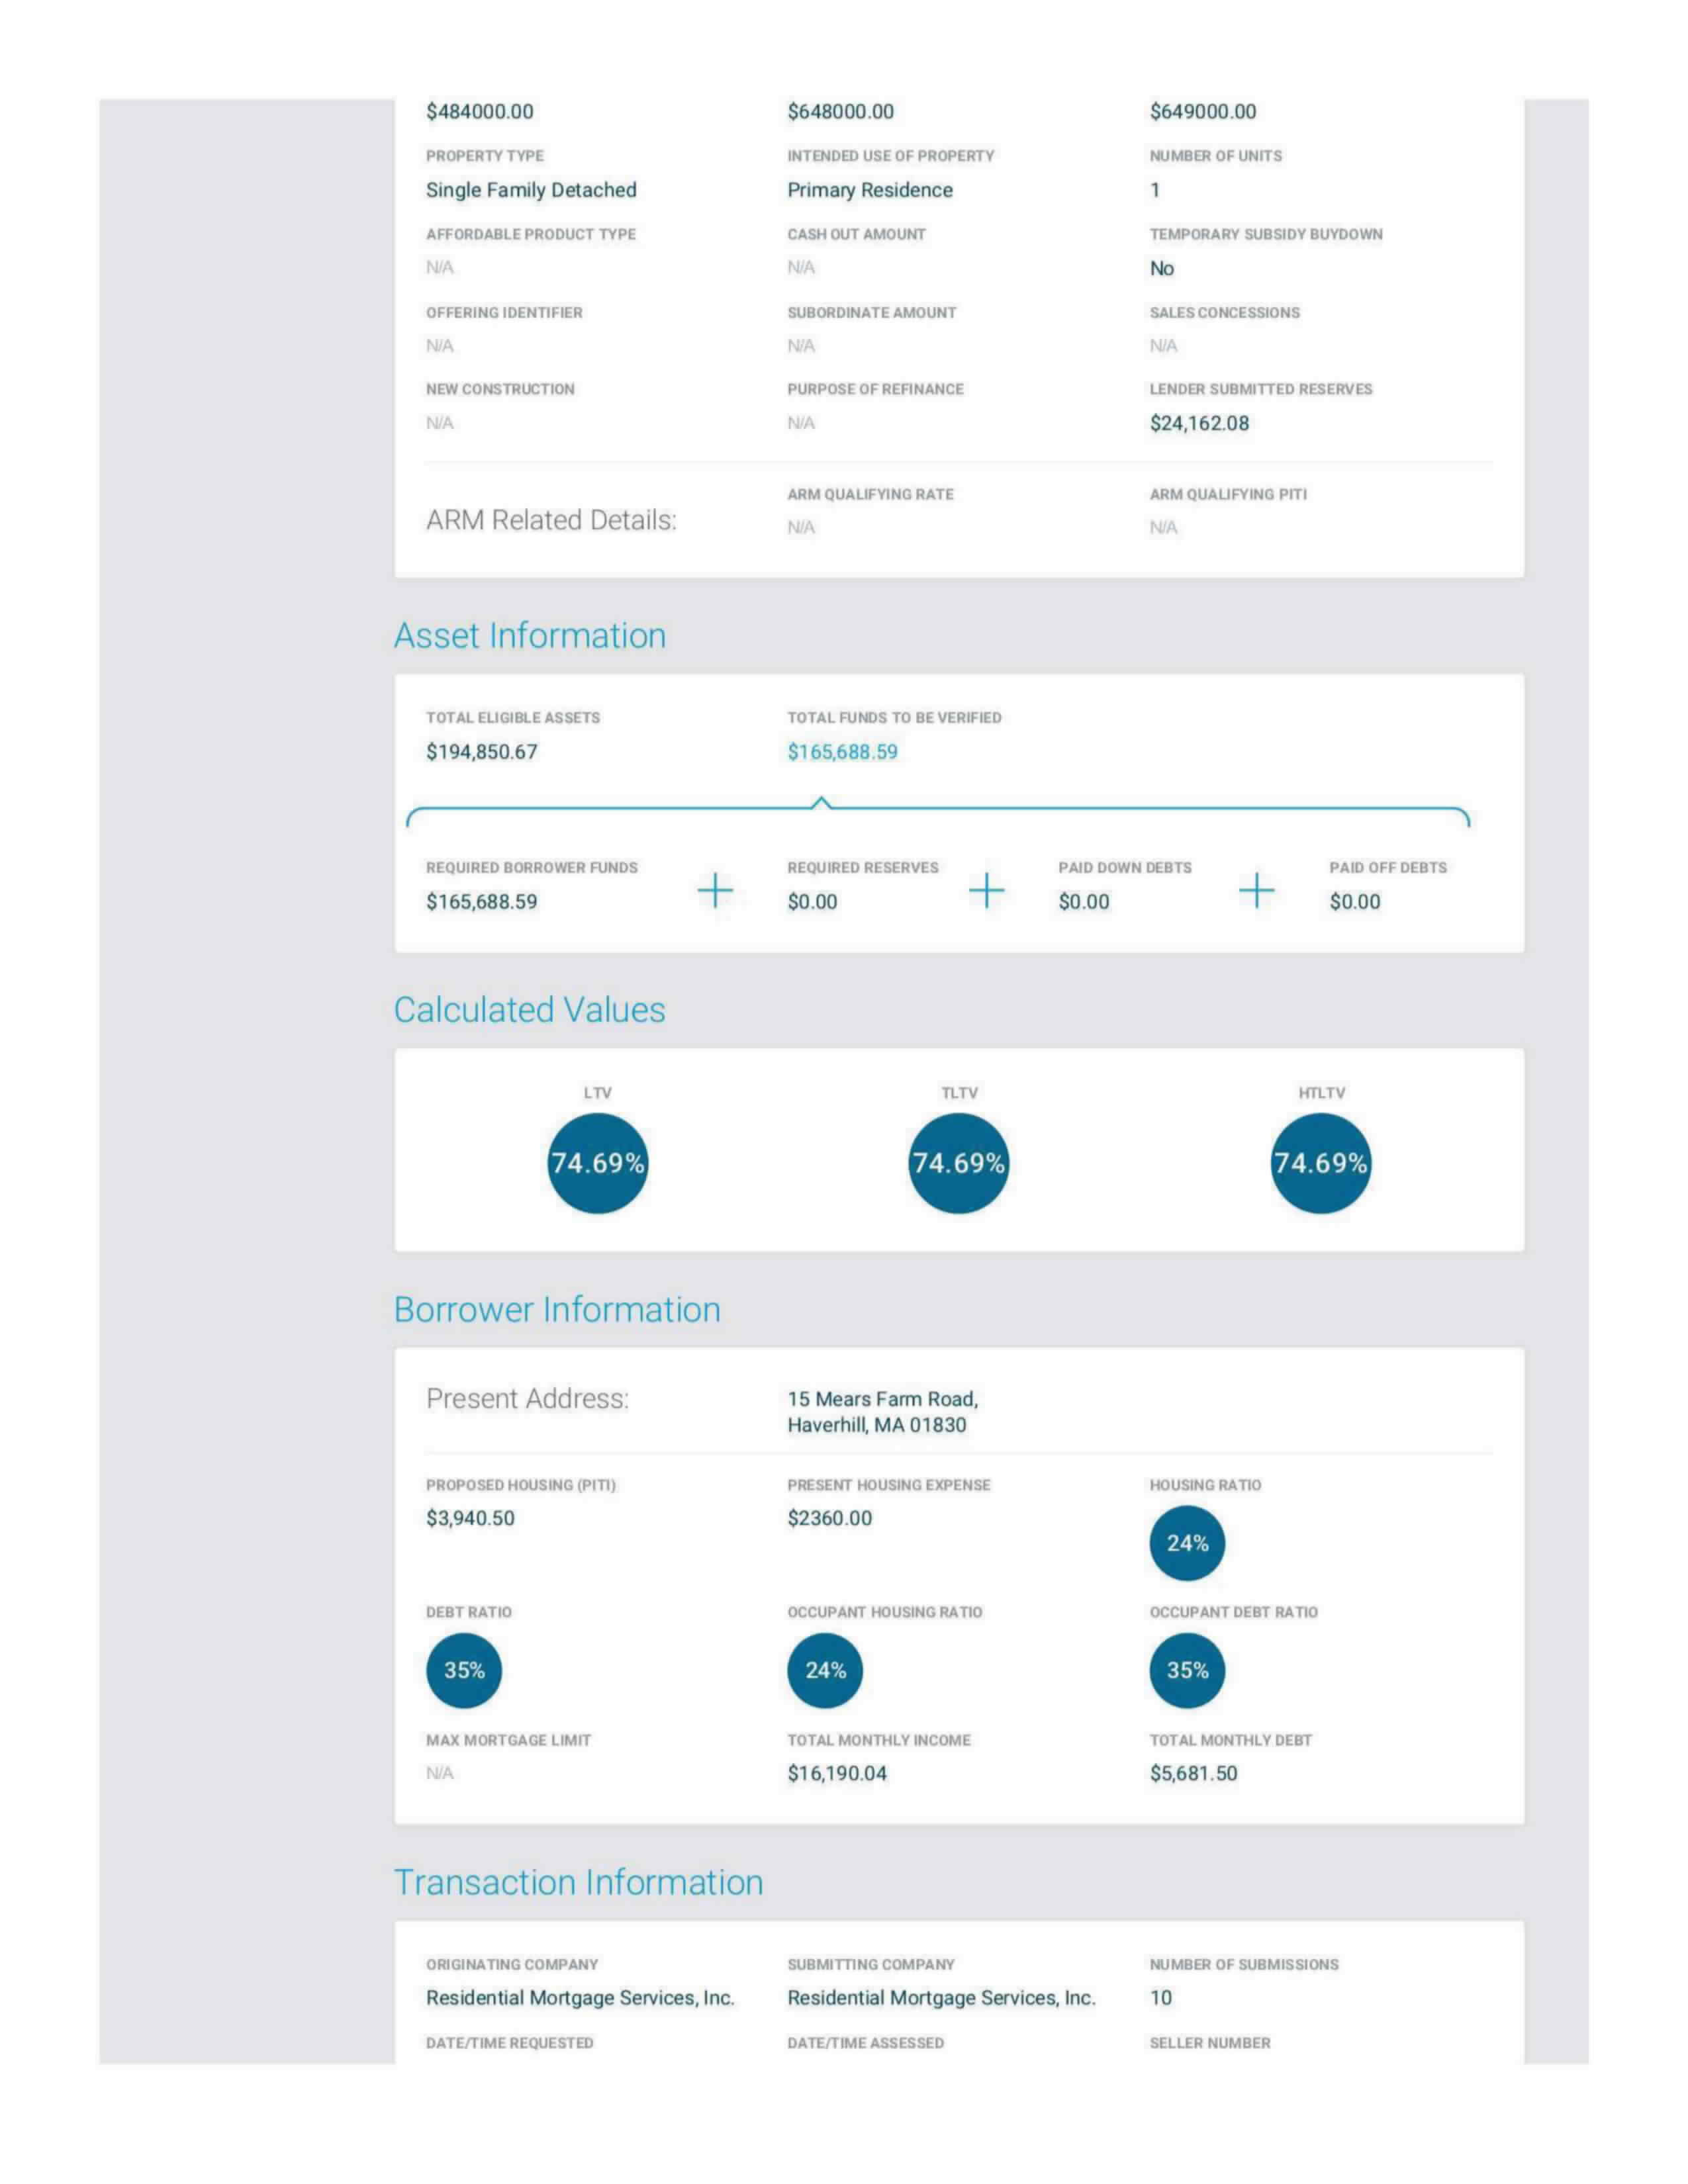 $484000.00 $648000.00 $649000.00
PROPERTY TYPE INTENDED USE OF PROPERTY NUMBER OF UNITS
Single Family Detached Primary Residence 1
AFFORDABLE PRODUCT TYPE CASH OUT AMOUNT TEMPORARY SUBSIDY BUYDOWN
N/A N/A No
OFFERING IDENTIFIER SUBORDINATE AMOUNT SALES CONCESSIONS
N/A N/A N/A
NEW CONSTRUCTION PURPOSE OF REFINANCE LENDER SUBMITTED RESERVES
N/A N/A $24,162.08
ARM QUALIFYING RATE ARM QUALIFYING PITI
ARM Related Details: N/A N/A
Asset Information
TOTAL ELIGIBLE ASSETS TOTAL FUNDS TO BE VERIFIED
$194,850.67 $165,688.59
REQUIRED BORROWER FUNDS + REQUIRED RESERVES + PAID DOWN DEBTS + PAID OFF DEBTS
$165,688.59 $0.00 $0.00 $0.00
Calculated Values
LTV TLTV HTLTV
74.69% 74.69% 74.69%
Borrower Information
Present Address: 15 Mears Farm Road,
Haverhill, MA 01830
PROPOSED HOUSING (PITI) PRESENT HOUSING EXPENSE HOUSING RATIO
$3,940.50 $2360.00 24%
DEBT RATIO OCCUPANT HOUSING RATIO OCCUPANT DEBT RATIO
35% 24% 35%
MAX MORTGAGE LIMIT TOTAL MONTHLY INCOME TOTAL MONTHLY DEBT
N/A $16,190.04 $5,681.50
Transaction Information
ORIGINATING COMPANY SUBMITTING COMPANY NUMBER OF SUBMISSIONS
Residential Mortgage Services, Inc. Residential Mortgage Services, Inc. 10
DATE/TIME REQUESTED DATE/TIME ASSESSED SELLER NUMBER